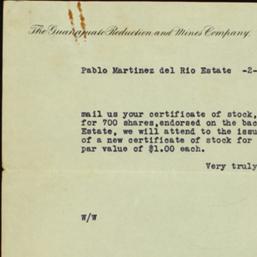 The Guanajuato Reduction and Mines Company.
Pablo Martinez del Rio Estate -2-
mail us your certificate of stock,
for 700 shares,endorsed on the bac
Estate, we will attend to the issu
of a new certificate of stock for
par value of $1.00 each.
Very truly
W/W